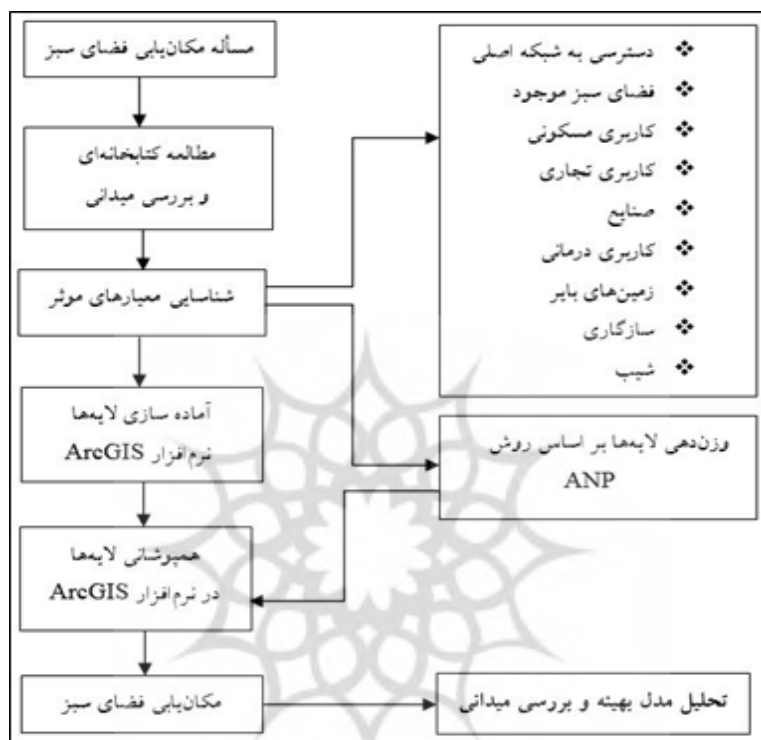 مسأله مکان‌یابی فضای سبز
مطالعه کتابخانه‌ای
و بررسی میدانی
شناسایی معیارهای موثر
❖ دسترسی به شبکه اصلی
❖ فضای سبز موجود
❖ کاربری مسکونی
❖ کاربری تجاری
❖ صنایع
❖ کاربری درمانی
❖ زمین‌های بایر
❖ سازگاری
❖ شیب
آماده سازی لایه‌ها
نرم‌افزار ArcGIS
وزن‌دهی لایه‌ها بر اساس روش
ANP
همپوشانی لایه‌ها
در نرم‌افزار ArcGIS
مکان‌یابی فضای سبز
تحلیل مدل بهینه و بررسی میدانی